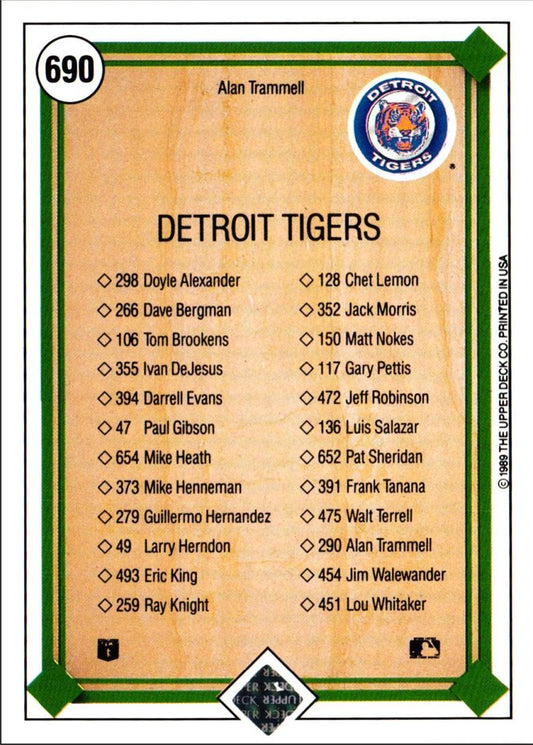 690
Alan Trammell
DETROIT
TIGERS
®
DETROIT TIGERS
298 Doyle Alexander
266 Dave Bergman
106 Tom Brookens
355 Ivan DeJesus
394 Darrell Evans
47 Paul Gibson
654 Mike Heath
373 Mike Henneman
279 Guillermo Hernandez
49 Larry Herndon
493 Eric King
259 Ray Knight
128 Chet Lemon
352 Jack Morris
150 Matt Nokes
117 Gary Pettis
472 Jeff Robinson
136 Luis Salazar
652 Pat Sheridan
391 Frank Tanana
475 Walt Terrell
290 Alan Trammell
454 Jim Walewander
451 Lou Whitaker
© 1989 THE UPPER DECK CO. PRINTED IN USA
UPPER